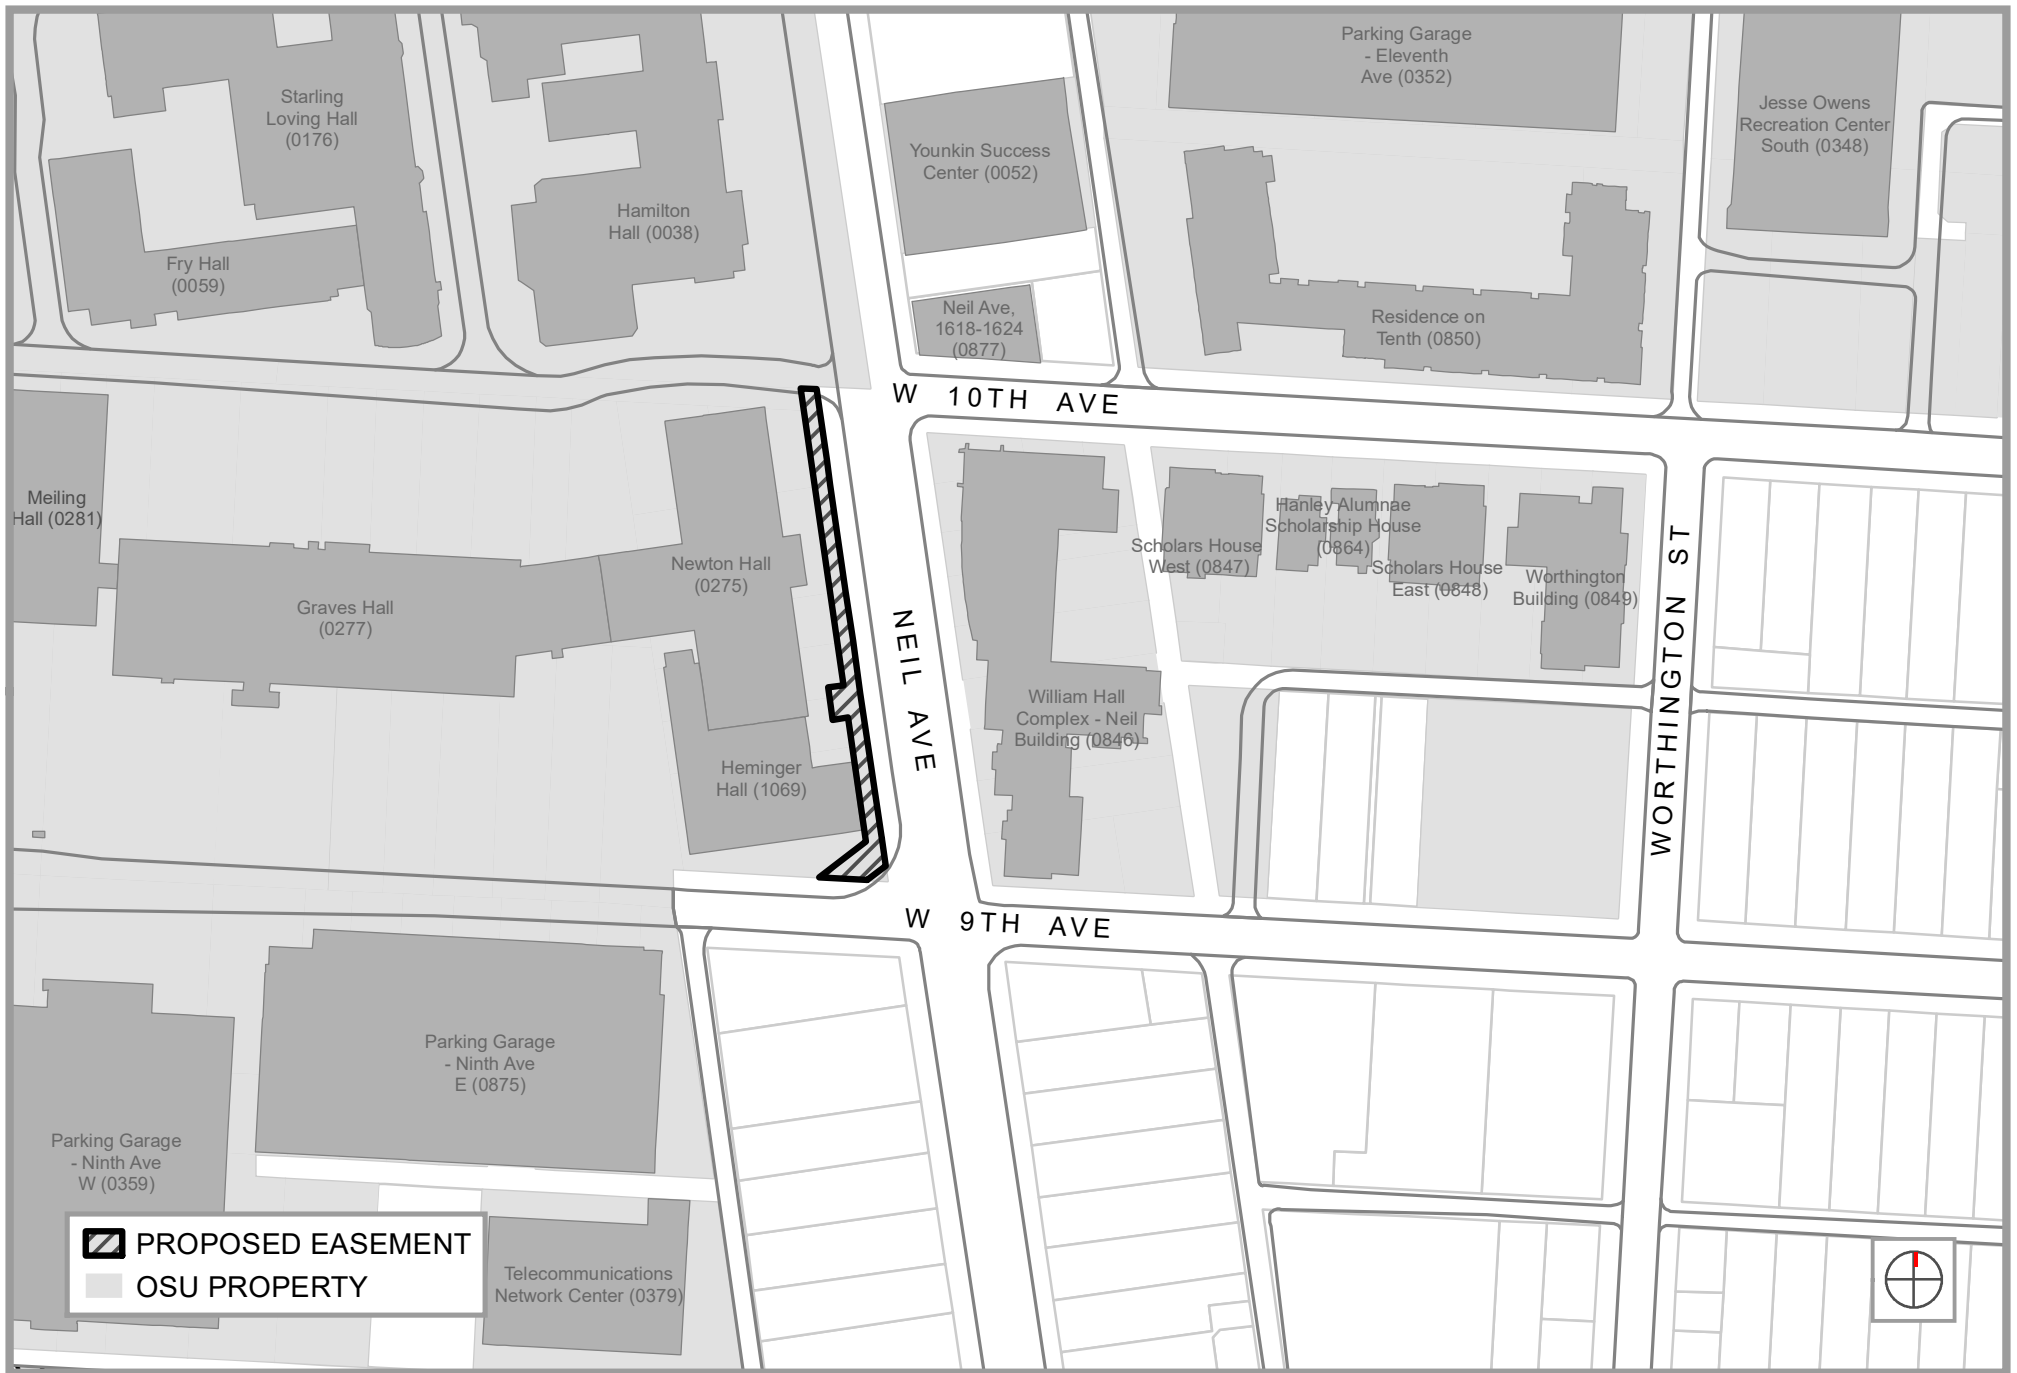 Parking Garage
- Eleventh
Ave (0352)
Starling
Loving Hall
(0176)
Jesse Owens
Recreation Center
South (0348)
Younkin Success
Center (0052)
Hamilton
Hall (0038)
Fry Hall
(0059)
Neil Ave,
1618-1624
(0877)
Residence on
Tenth (0850)
W 10TH AVE
Meiling
Hall (0281)
Newton Hall
(0275)
Graves Hall
(0277)
Scholars House
West (0847)
Hanley Alumnae
Scholarship House
(0864)
Scholars House
East (0848)
Worthington
Building (0849)
NEIL AVE
WORTHINGTON ST
William Hall
Complex - Neil
Building (0846)
Heminger
Hall (1069)
W 9TH AVE
Parking Garage
- Ninth Ave
E (0875)
Parking Garage
- Ninth Ave
W (0359)
Telecommunications
Network Center (0379)
PROPOSED EASEMENT
OSU PROPERTY